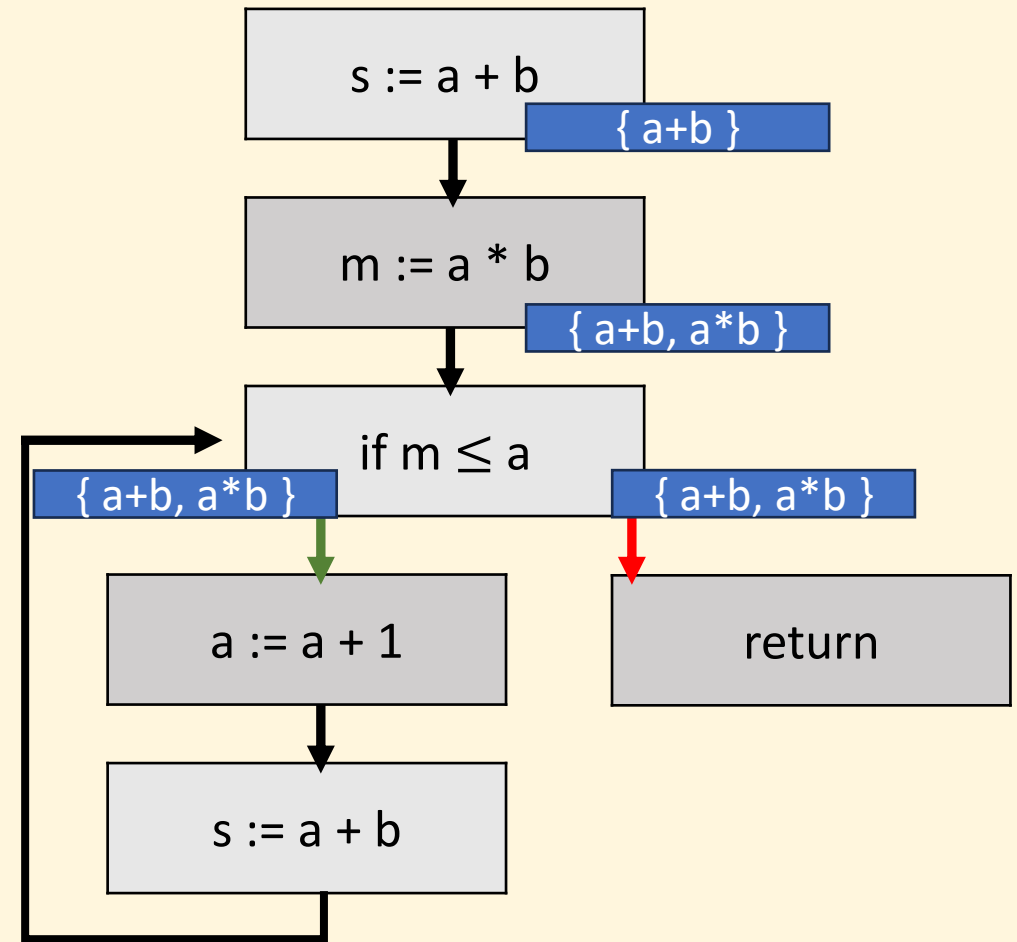 s := a + b
{ a+b }
m := a * b
{ a+b, a*b }
if m ≤ a
{ a+b, a*b }
{ a+b, a*b }
a := a + 1
return
s := a + b